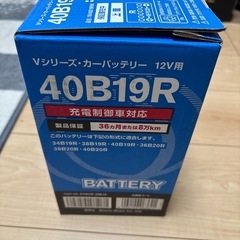 Vシリーズ・カーバッテリー 12V用
40B19R
充電制御車対応
製品保証 36ヵ月または8万km
このバッテリーは下記の形式に適合します。
34B19R・38B19R・40B19R・36B20R
38B20R・40B20R
BATTERY